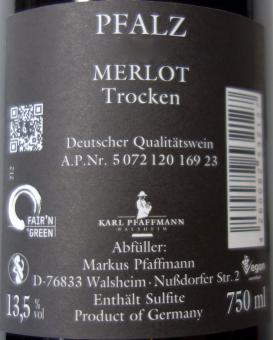 PFALZ
MERLOT
Trocken
Deutscher Qualitätswein
A.P.Nr. 5 072 120 169 23
212
FAIR'N
GREEN
KARL PFAFFMANN
WALSHEIM
Abfüller:
Markus Pfaffmann
D-76833 Walsheim · Nußdorfer Str. 2
Enthält Sulfite
Product of Germany
13,5 % vol
Vegan
750 ml